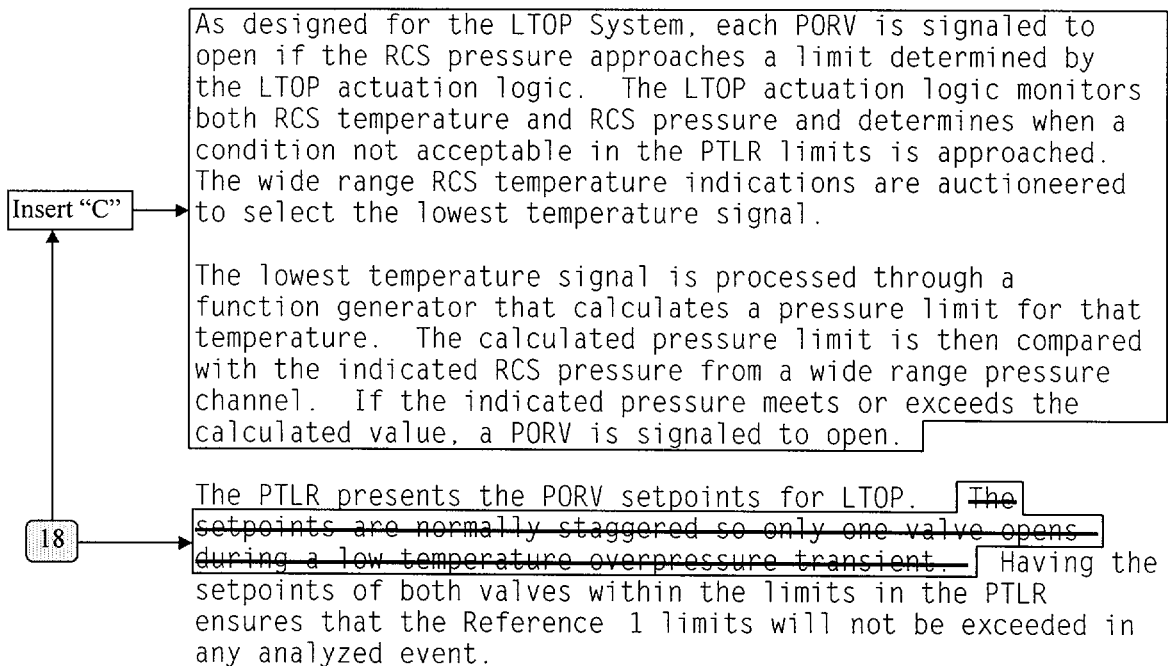 As designed for the LTOP System, each PORV is signaled to
open if the RCS pressure approaches a limit determined by
the LTOP actuation logic. The LTOP actuation logic monitors
both RCS temperature and RCS pressure and determines when a
condition not acceptable in the PTLR limits is approached.
The wide range RCS temperature indications are auctioneered
Insert “C”
to select the lowest temperature signal.
The lowest temperature signal is processed through a
function generator that calculates a pressure limit for that
temperature. The calculated pressure limit is then compared
with the indicated RCS pressure from a wide range pressure
channel. If the indicated pressure meets or exceeds the
calculated value, a PORV is signaled to open.
The PTLR presents the PORV setpoints for LTOP. The
setpoints are normally staggered so only one valve opens
18
during a low temperature overpressure transient. Having the
setpoints of both valves within the limits in the PTLR
ensures that the Reference 1 limits will not be exceeded in
any analyzed event.